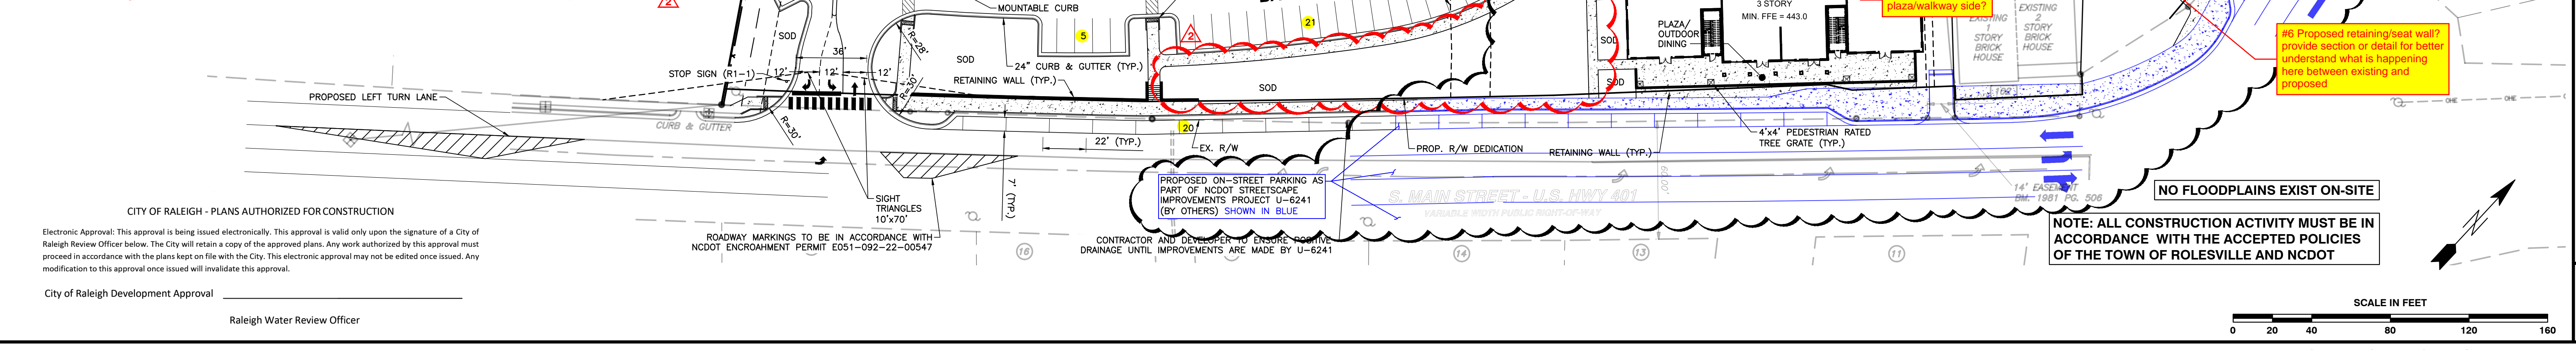 2
MOUNTABLE CURB
5
21
2
SOD
36'
R=28'
SOD
24" CURB & GUTTER (TYP.)
STOP SIGN (R1-1)
12'
12'
12'
RETAINING WALL (TYP.)
R=30'
SOD
PROPOSED LEFT TURN LANE
CURB & GUTTER
R=30'
20
22' (TYP.)
EX. R/W
7' (TYP.)
SOD
SOD
PLAZA/
OUTDOOR
DINING
3 STORY
MIN. FFE = 443.0
plaza/walkway side?
EXISTING
1
STORY
BRICK
HOUSE
EXISTING
2
STORY
BRICK
HOUSE
#6 Proposed retaining/seat wall?
provide section or detail for better
understand what is happening
here between existing and
proposed
OHE
OHE
PROP. R/W DEDICATION
RETAINING WALL (TYP.)
4'x4' PEDESTRIAN RATED
TREE GRATE (TYP.)
PROPOSED ON-STREET PARKING AS
PART OF NCDOT STREETSCAPE
IMPROVEMENTS PROJECT U-6241
(BY OTHERS) SHOWN IN BLUE
S. MAIN STREET - U.S. HWY 401
VARIABLE WIDTH PUBLIC RIGHT-OF-WAY
60.00'
14' EASEMENT
BM. 1981 PG. 506
NO FLOODPLAINS EXIST ON-SITE
SIGHT
TRIANGLES
10'x70'
ROADWAY MARKINGS TO BE IN ACCORDANCE WITH
NCDOT ENCROAHMENT PERMIT E051-092-22-00547
CONTRACTOR AND DEVELOPER TO ENSURE POSITIVE
DRAINAGE UNTIL IMPROVEMENTS ARE MADE BY U-6241
16
14
13
11
NOTE: ALL CONSTRUCTION ACTIVITY MUST BE IN
ACCORDANCE WITH THE ACCEPTED POLICIES
OF THE TOWN OF ROLESVILLE AND NCDOT
CITY OF RALEIGH - PLANS AUTHORIZED FOR CONSTRUCTION
Electronic Approval: This approval is being issued electronically. This approval is valid only upon the signature of a City of
Raleigh Review Officer below. The City will retain a copy of the approved plans. Any work authorized by this approval must
proceed in accordance with the plans kept on file with the City. This electronic approval may not be edited once issued. Any
modification to this approval once issued will invalidate this approval.
City of Raleigh Development Approval
Raleigh Water Review Officer
SCALE IN FEET
0 20 40 80 120 160